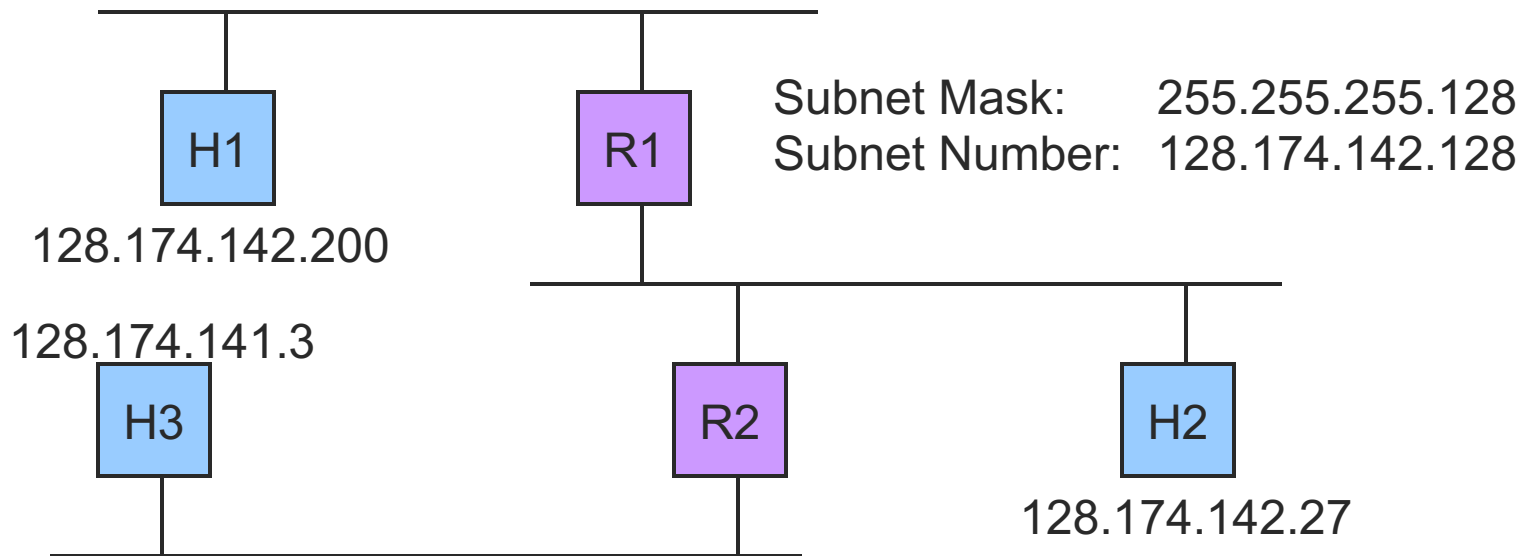 H1
R1
Subnet Mask: 255.255.255.128
Subnet Number: 128.174.142.128
128.174.142.200
128.174.141.3
H3
R2
H2
128.174.142.27